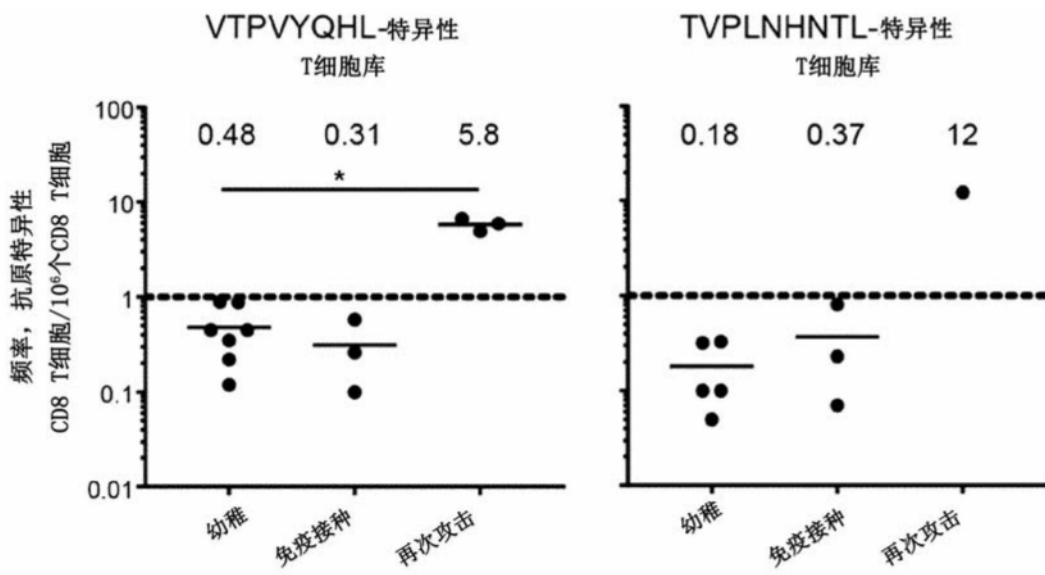 VTPVYQHL-特异性
T细胞库
TVPLNHNTL-特异性
T细胞库
频率，抗原特异性
CD8 T细胞/10⁶个CD8 T细胞
100
10
1
0.1
0.01
0.48
0.31
5.8
*
0.18
0.37
12
幼稚
免疫接种
再次攻击
幼稚
免疫接种
再次攻击